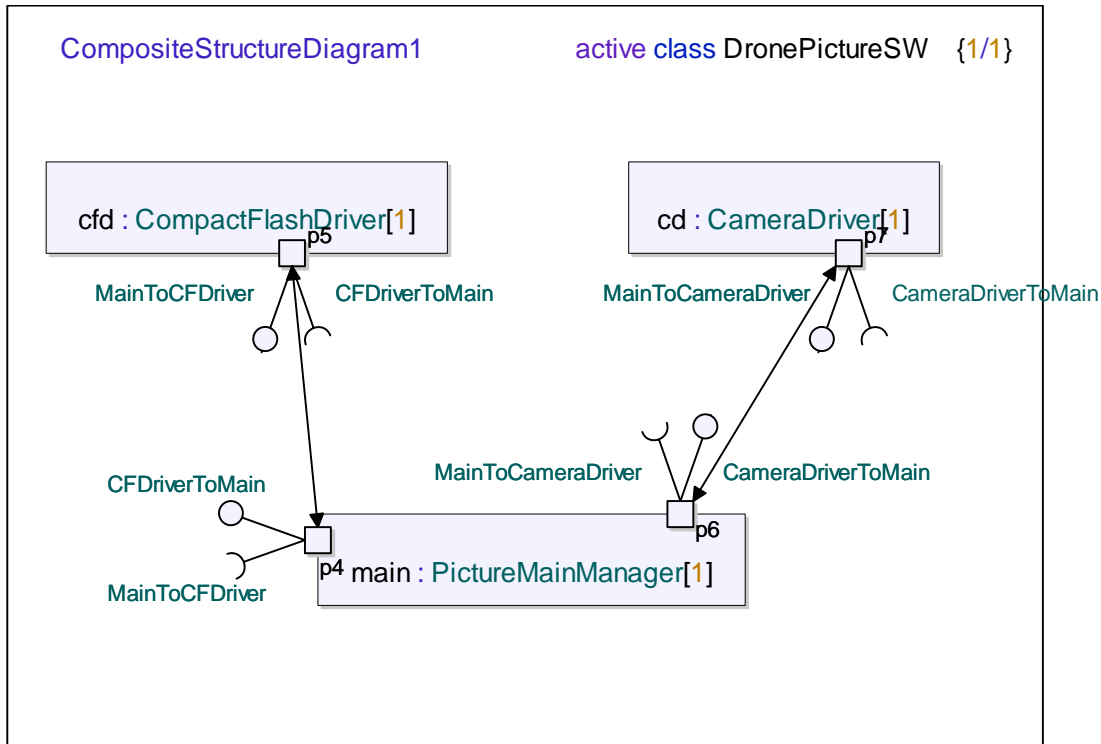 CompositeStructureDiagram1 active class DronePictureSW {1/1}
cfd : CompactFlashDriver[1]
cd : CameraDriver[1]
p5
p7
MainToCFDriver
CFDriverToMain
MainToCameraDriver
CameraDriverToMain
MainToCameraDriver
CameraDriverToMain
CFDriverToMain
p6
p4
main : PictureMainManager[1]
MainToCFDriver